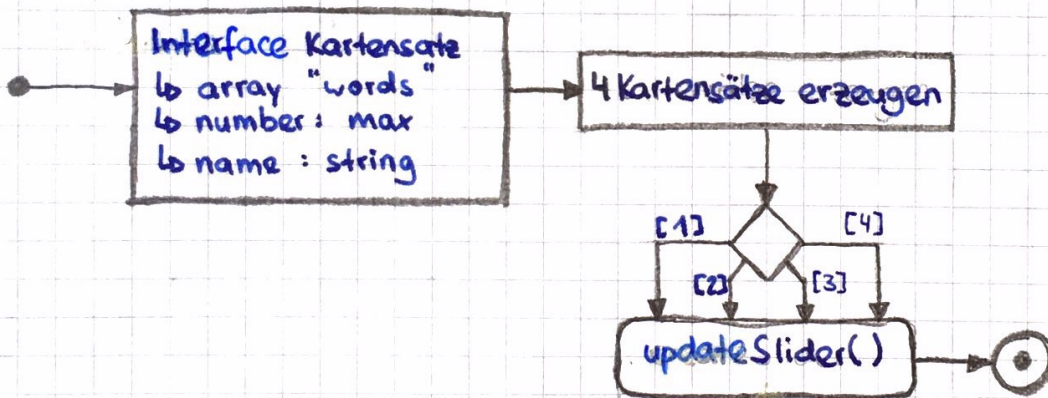 Interface Kartensatz
↳ array "words"
↳ number: max
↳ name: string
4 Kartensätze erzeugen
[1]
[4]
[2]
[3]
updateSlider()